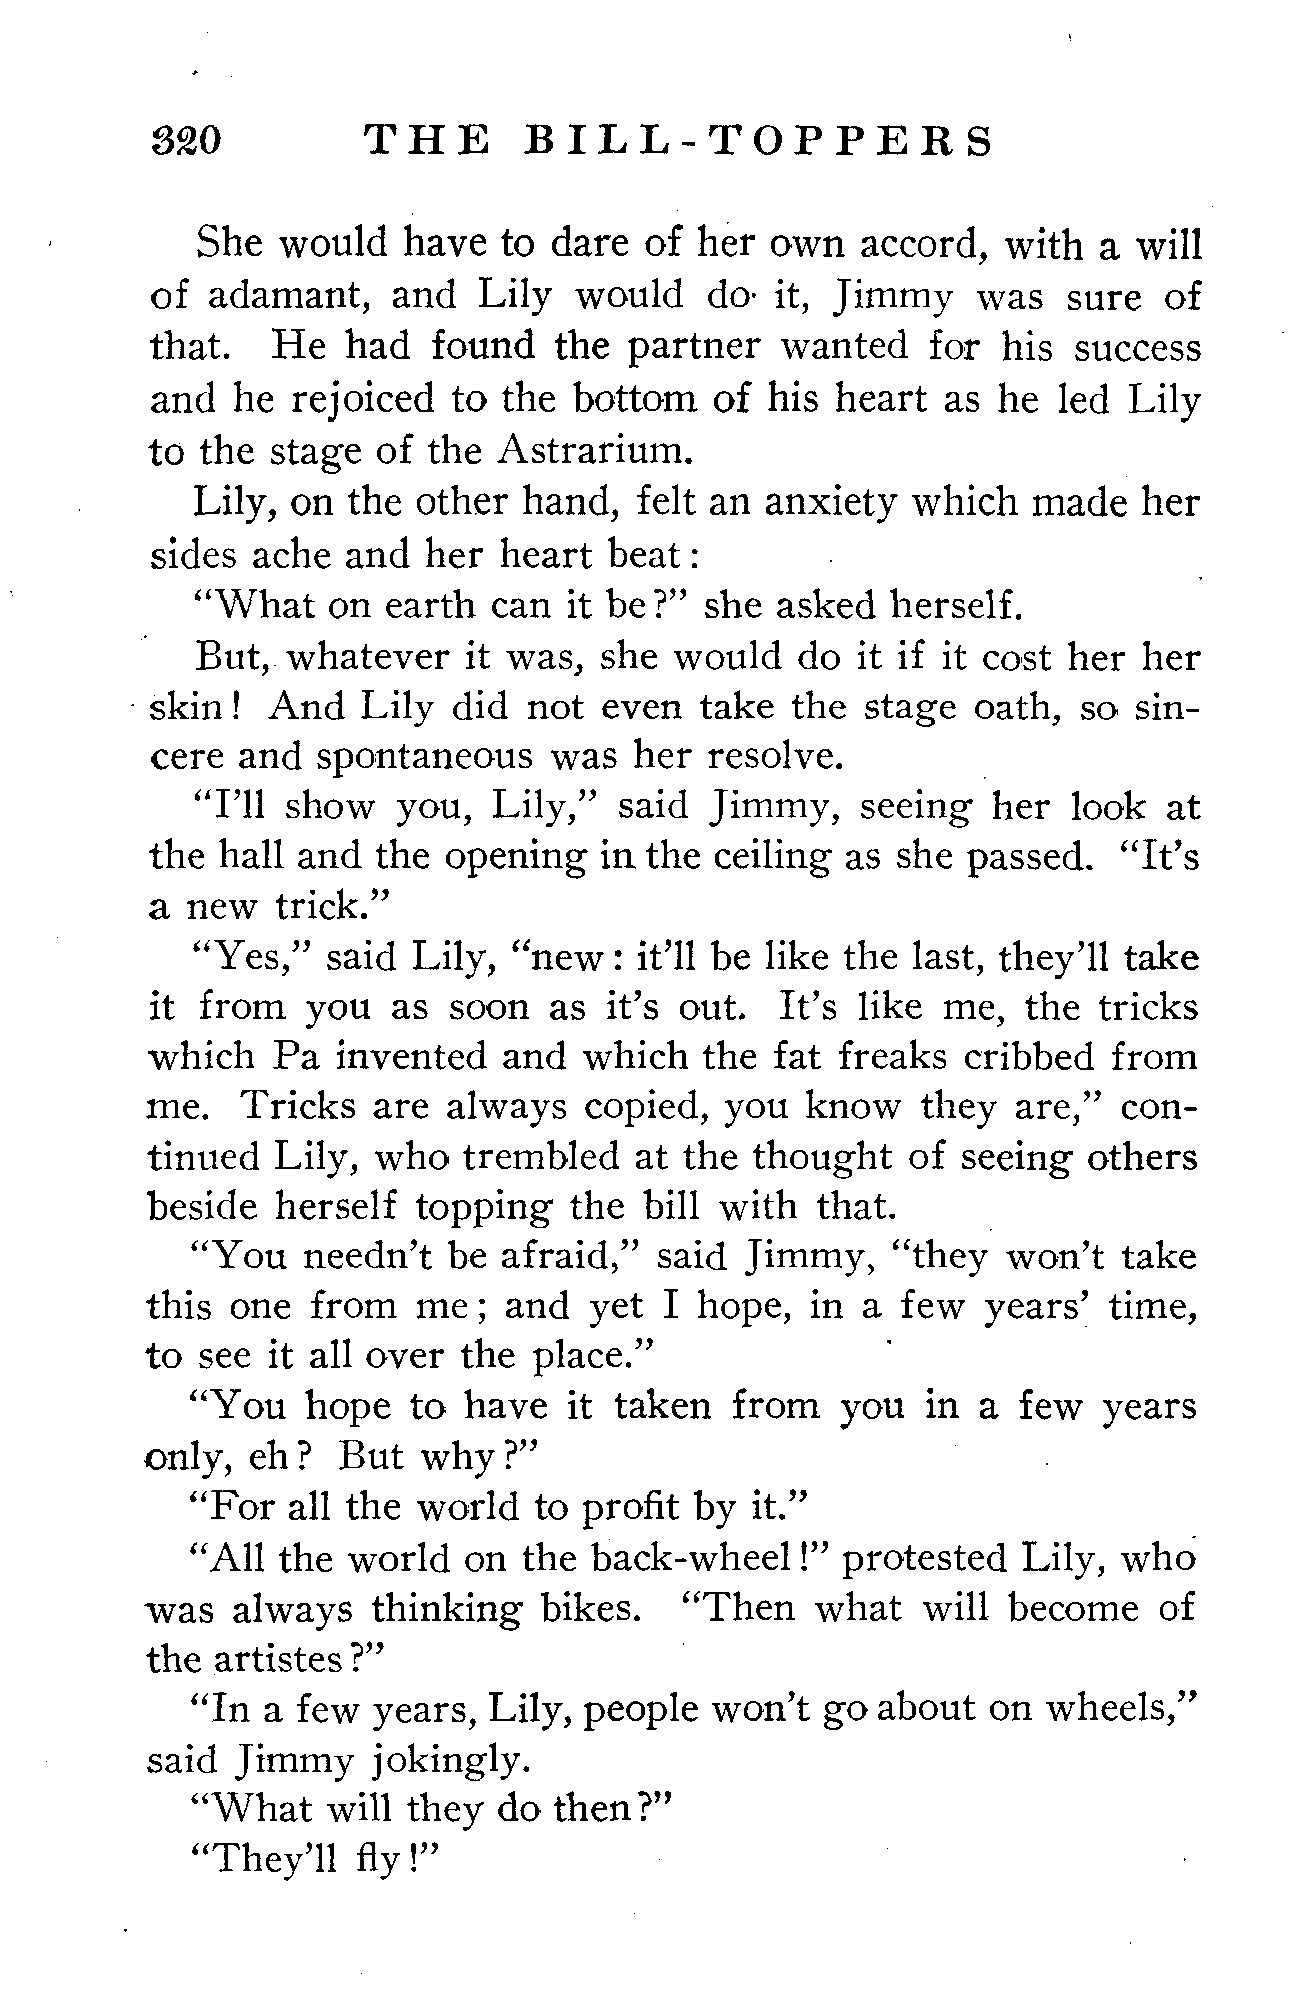 320 THE BILL-TOPPERS
She would have to dare of her own accord, with a will
of adamant, and Lily would do it, Jimmy was sure of
that. He had found the partner wanted for his success
and he rejoiced to the bottom of his heart as he led Lily
to the stage of the Astrarium.
Lily, on the other hand, felt an anxiety which made her
sides ache and her heart beat:
“What on earth can it be?” she asked herself.
But, whatever it was, she would do it if it cost her her
skin! And Lily did not even take the stage oath, so sin-
cere and spontaneous was her resolve.
“I’ll show you, Lily,” said Jimmy, seeing her look at
the hall and the opening in the ceiling as she passed. “It’s
a new trick.”
“Yes,” said Lily, “new: it’ll be like the last, they’ll take
it from you as soon as it’s out. It’s like me, the tricks
which Pa invented and which the fat freaks cribbed from
me. Tricks are always copied, you know they are,” con-
tinued Lily, who trembled at the thought of seeing others
beside herself topping the bill with that.
“You needn’t be afraid,” said Jimmy, “they won’t take
this one from me; and yet I hope, in a few years’ time,
to see it all over the place.”
“You hope to have it taken from you in a few years
only, eh? But why?”
“For all the world to profit by it.”
“All the world on the back-wheel!” protested Lily, who
was always thinking bikes. “Then what will become of
the artistes?”
“In a few years, Lily, people won’t go about on wheels,”
said Jimmy jokingly.
“What will they do then?”
“They’ll fly!”